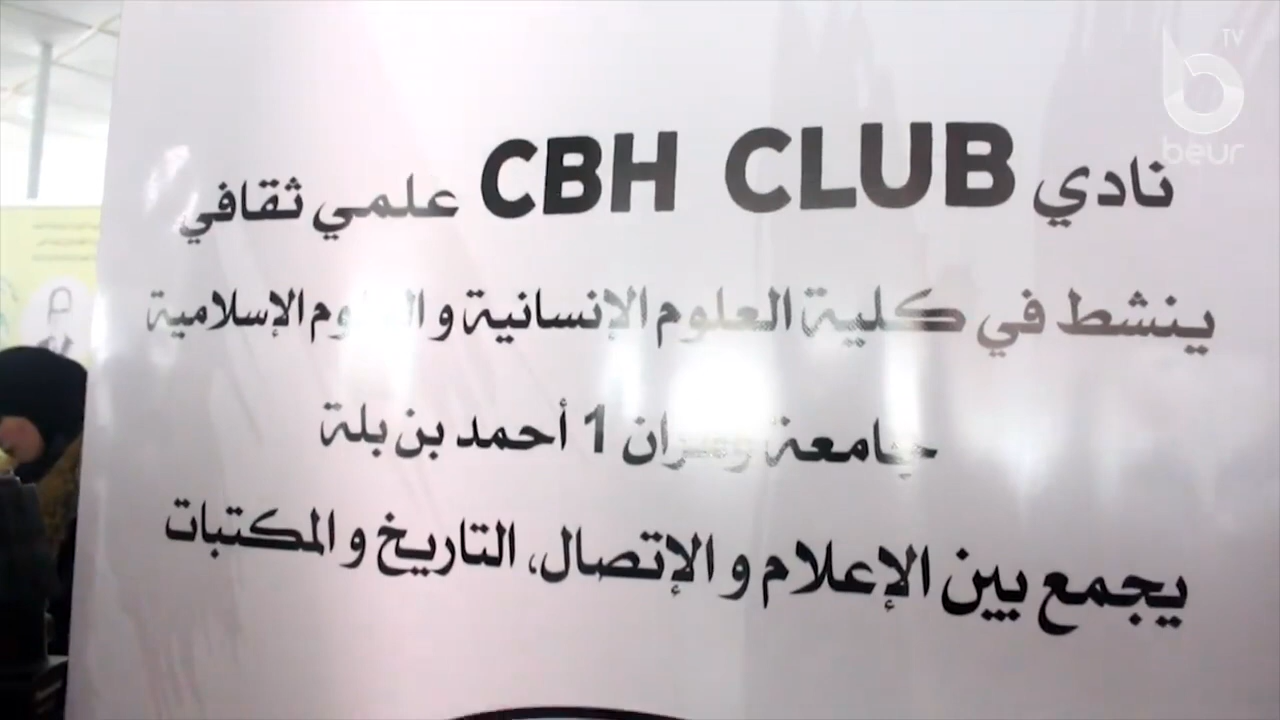 TV
beur
نادي CBH CLUB علمي ثقافي
ينشط في كلية العلوم الإنسانية و العلوم الإسلامية
جامعة وهران 1 أحمد بن بلة
يجمع بين الإعلام و الإتصال، التاريخ و المكتبات